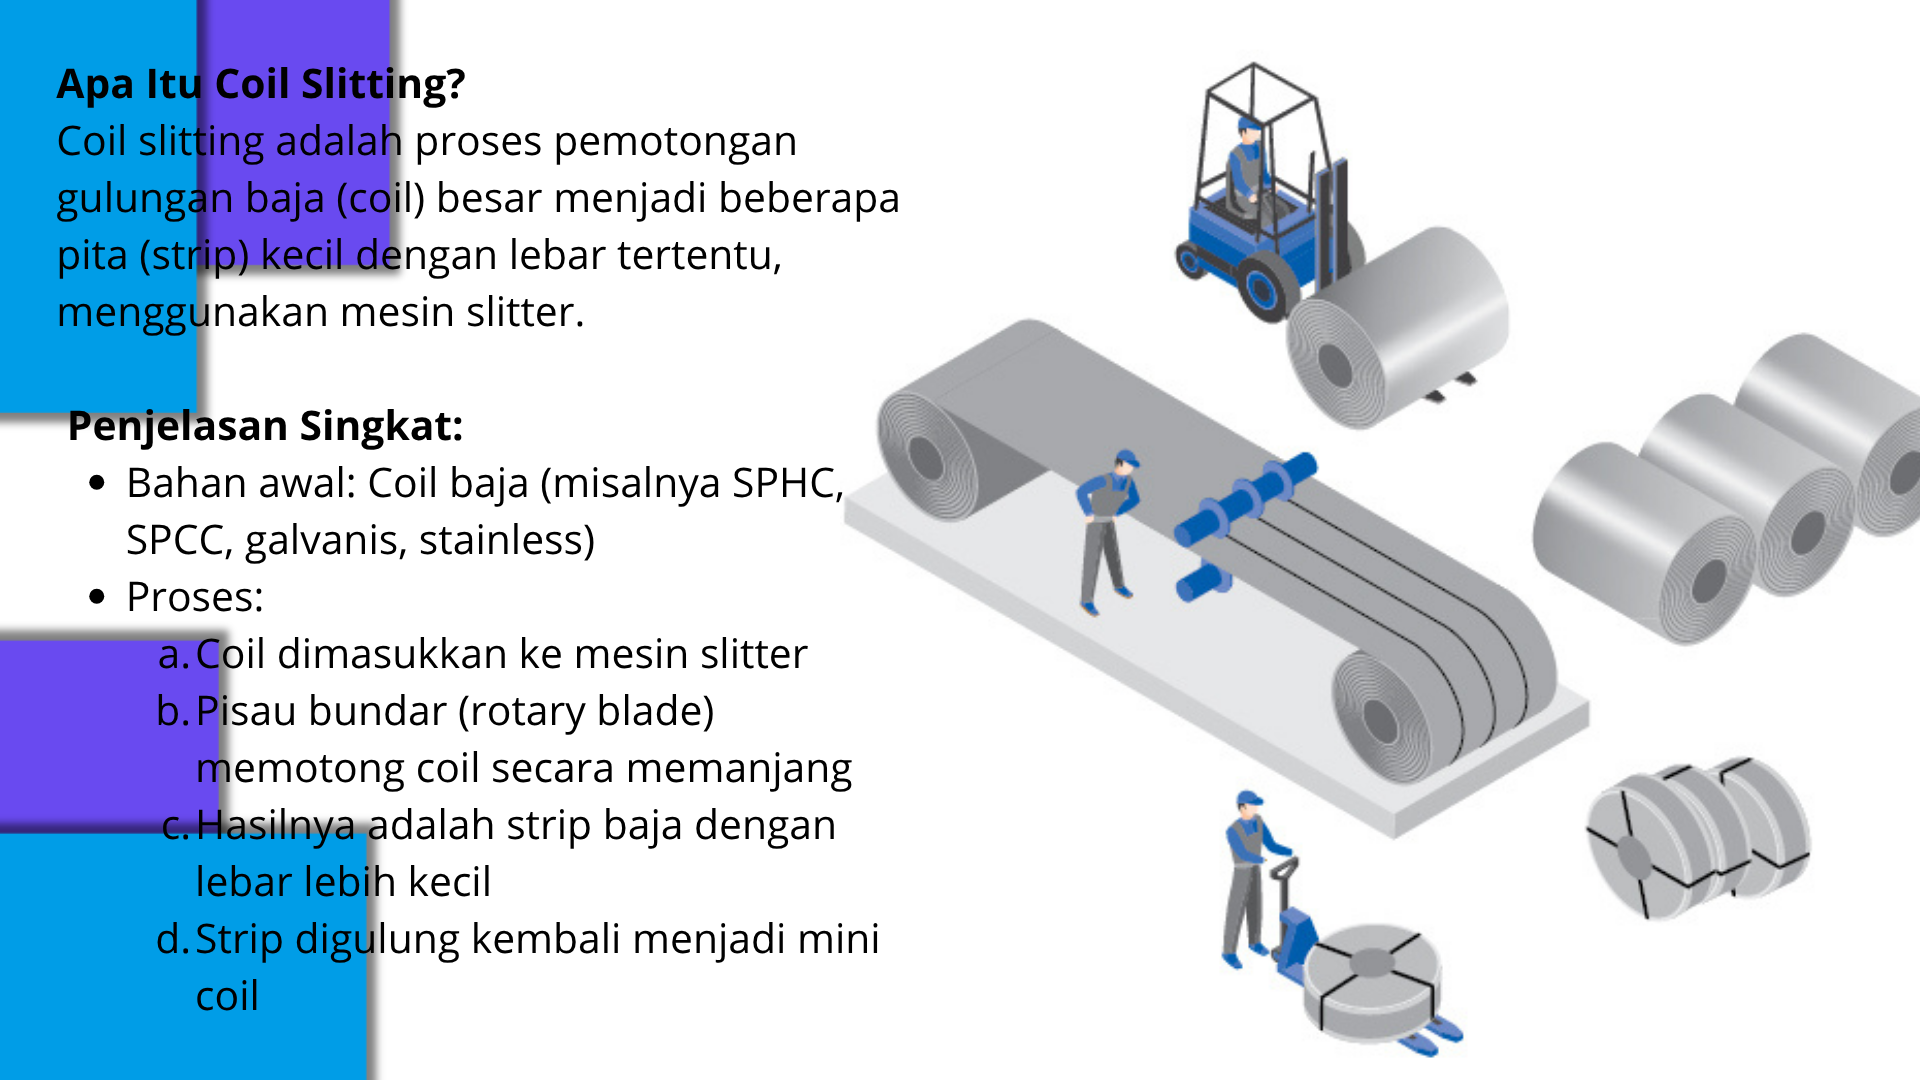 Apa Itu Coil Slitting?
Coil slitting adalah proses pemotongan
gulungan baja (coil) besar menjadi beberapa
pita (strip) kecil dengan lebar tertentu,
menggunakan mesin slitter.
Penjelasan Singkat:
• Bahan awal: Coil baja (misalnya SPHC,
SPCC, galvanis, stainless)
• Proses:
a. Coil dimasukkan ke mesin slitter
b. Pisau bundar (rotary blade)
memotong coil secara memanjang
c. Hasilnya adalah strip baja dengan
lebar lebih kecil
d. Strip digulung kembali menjadi mini
coil